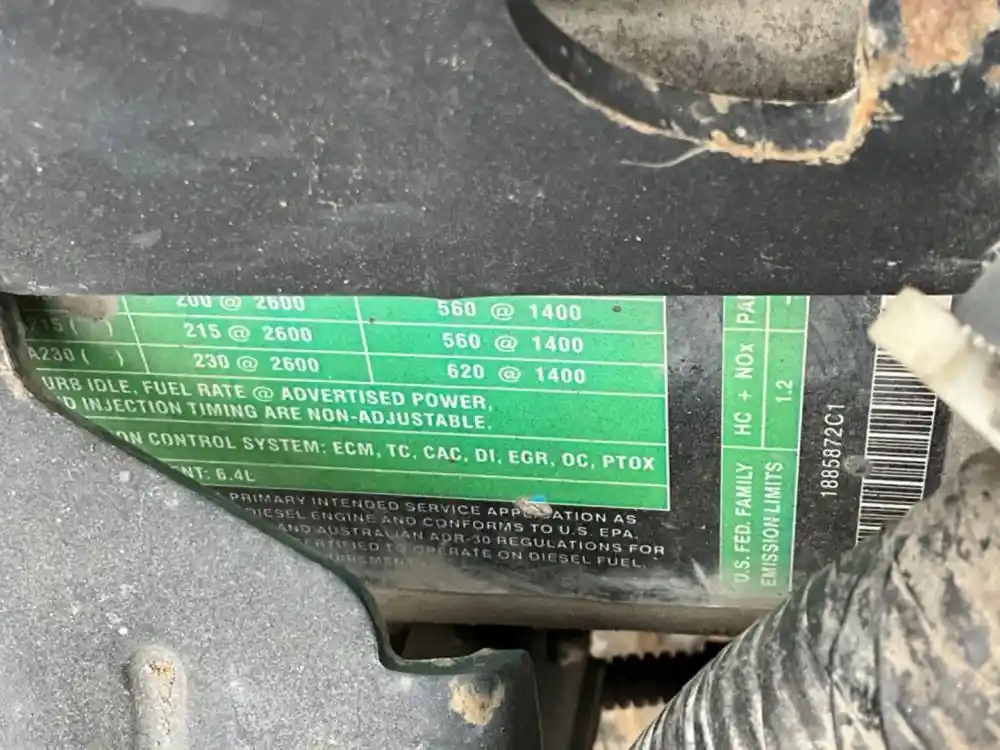 200 @ 2600 560 @ 1400
215 ( ) 215 @ 2600 560 @ 1400
A230 ( ) 230 @ 2600 620 @ 1400
URB IDLE, FUEL RATE @ ADVERTISED POWER,
D INJECTION TIMING ARE NON-ADJUSTABLE.
ON CONTROL SYSTEM: ECM, TC, CAC, DI, EGR, OC, PTOX
ENT: 6.4L
PRIMARY INTENDED SERVICE APPLICATION AS
DIESEL ENGINE AND CONFORMS TO U.S. EPA,
AND AUSTRALIAN ADR-30 REGULATIONS FOR
CERTIFIED TO OPERATE ON DIESEL FUEL.
U.S. FED. FAMILY HC + NOx PA
EMISSION LIMITS 1.2
1885872C1